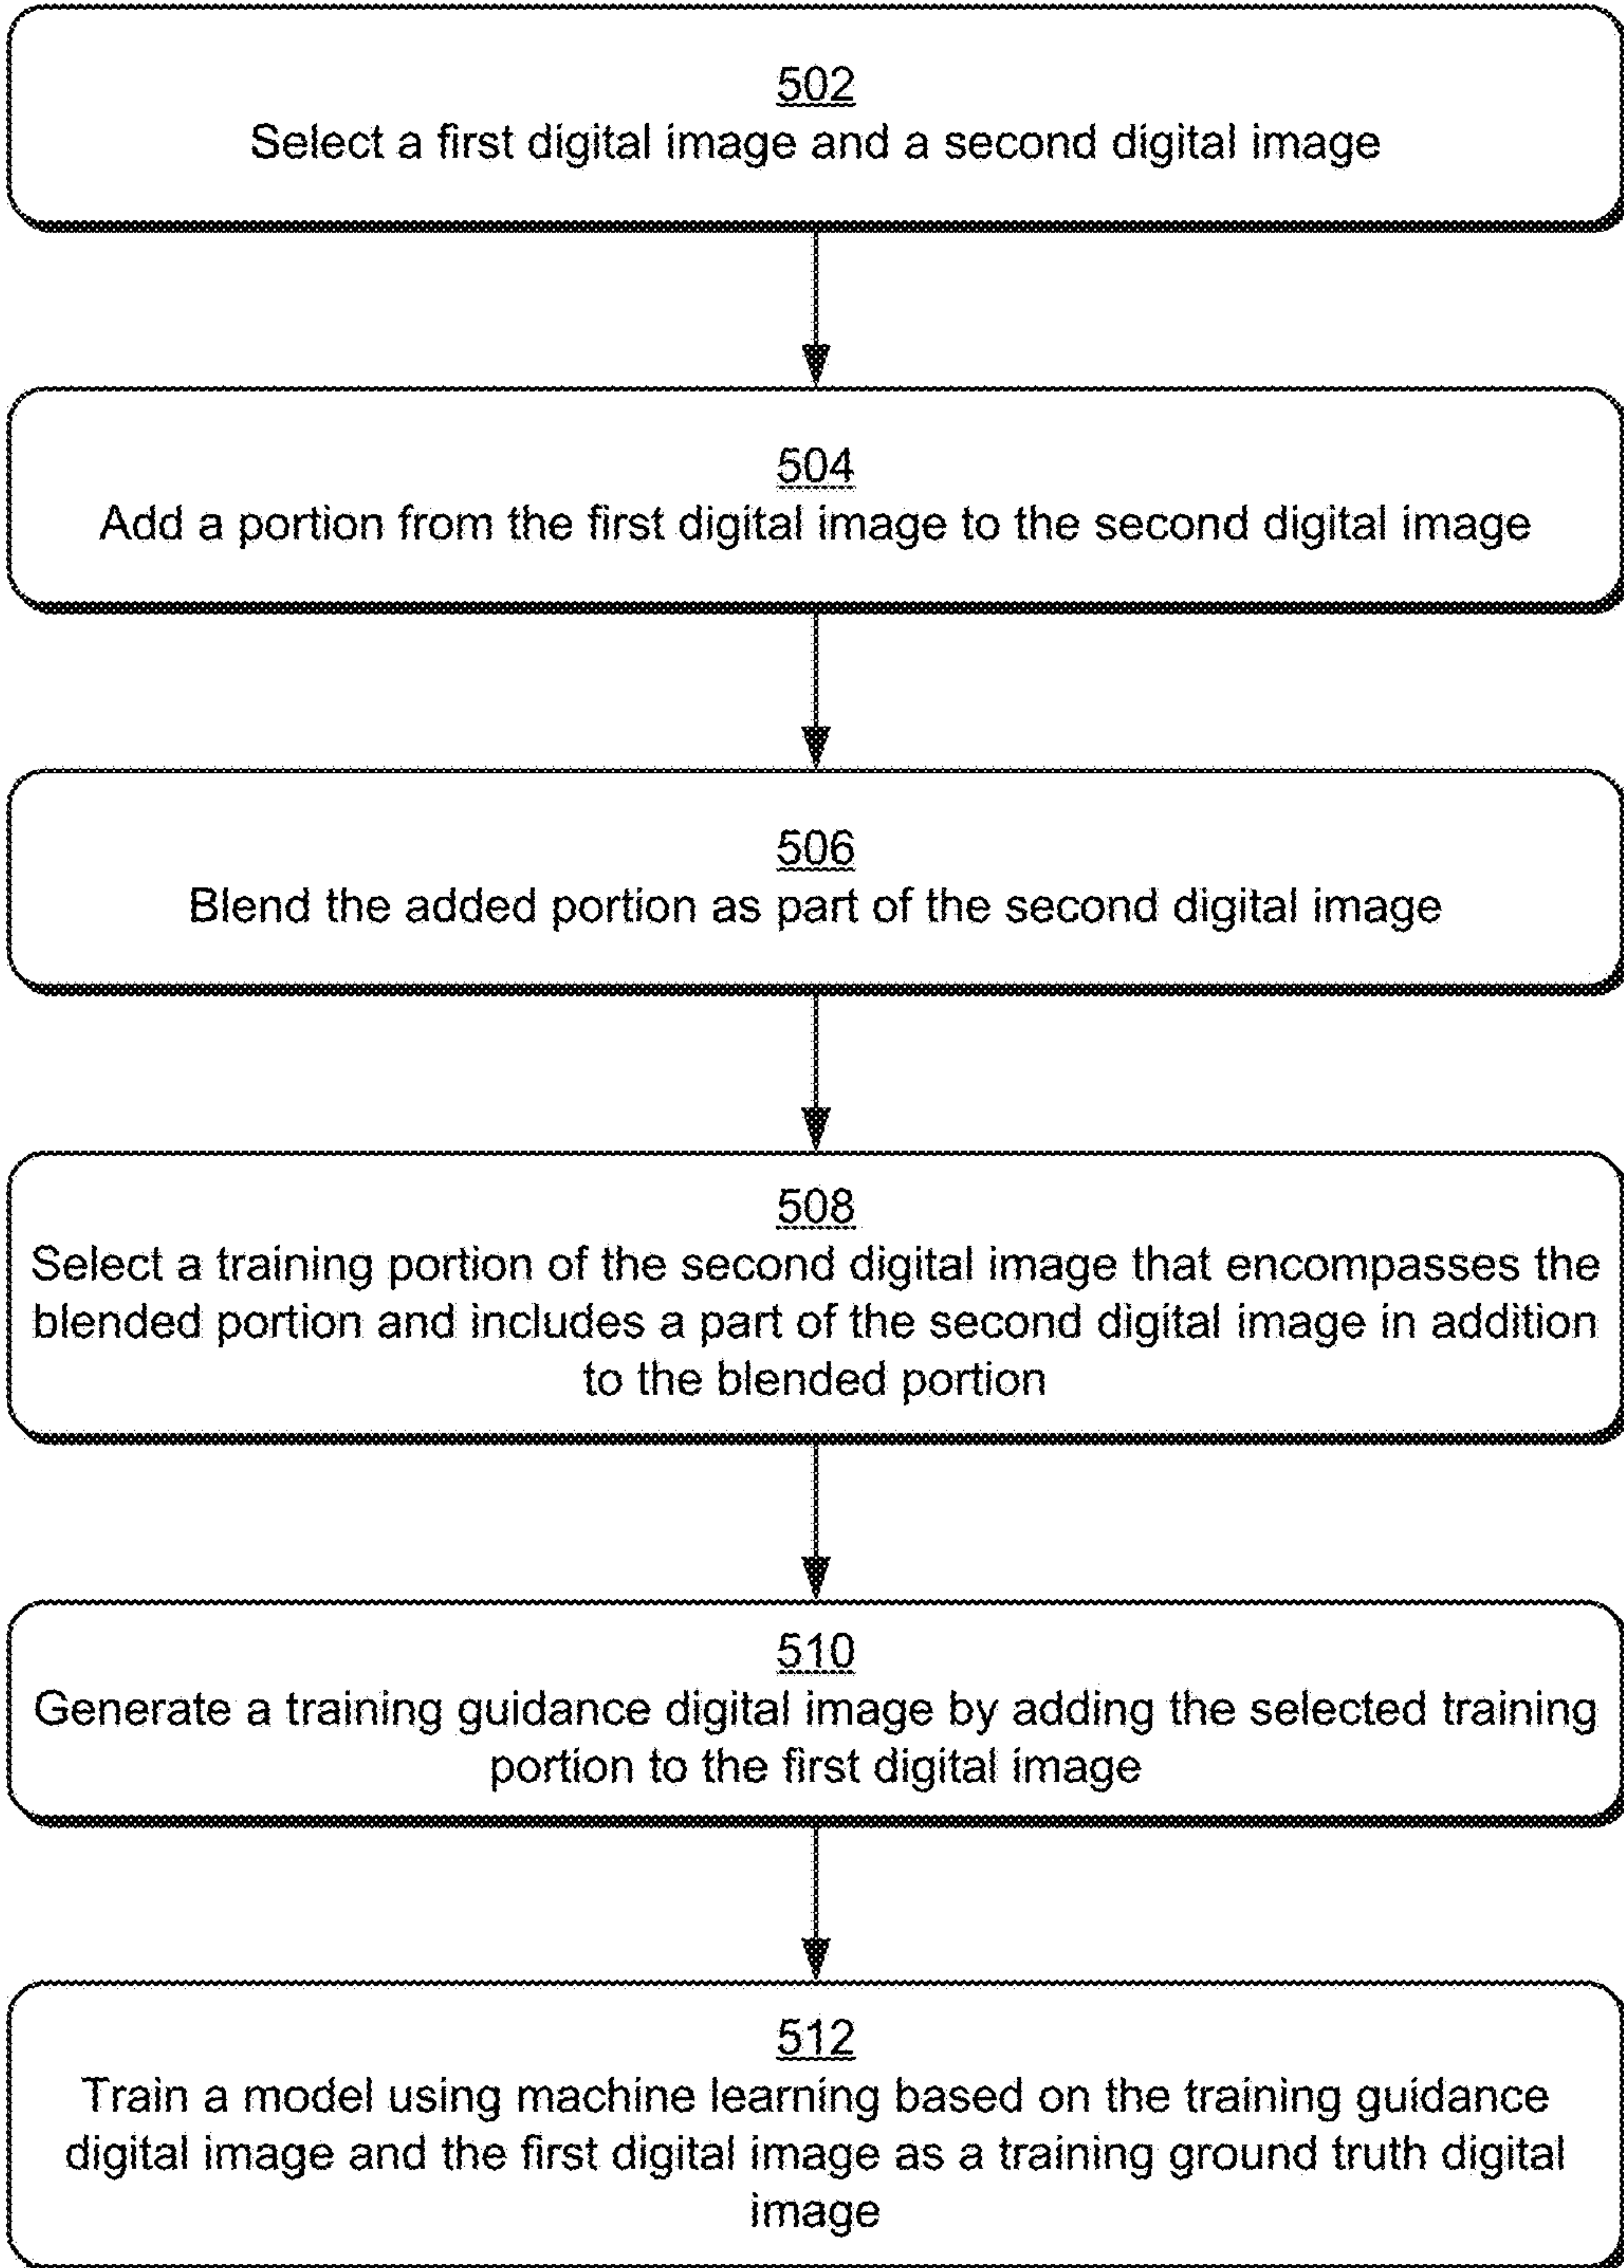 502
Select a first digital image and a second digital image
504
Add a portion from the first digital image to the second digital image
506
Blend the added portion as part of the second digital image
508
Select a training portion of the second digital image that encompasses the
blended portion and includes a part of the second digital image in addition
to the blended portion
510
Generate a training guidance digital image by adding the selected training
portion to the first digital image
512
Train a model using machine learning based on the training guidance
digital image and the first digital image as a training ground truth digital
image